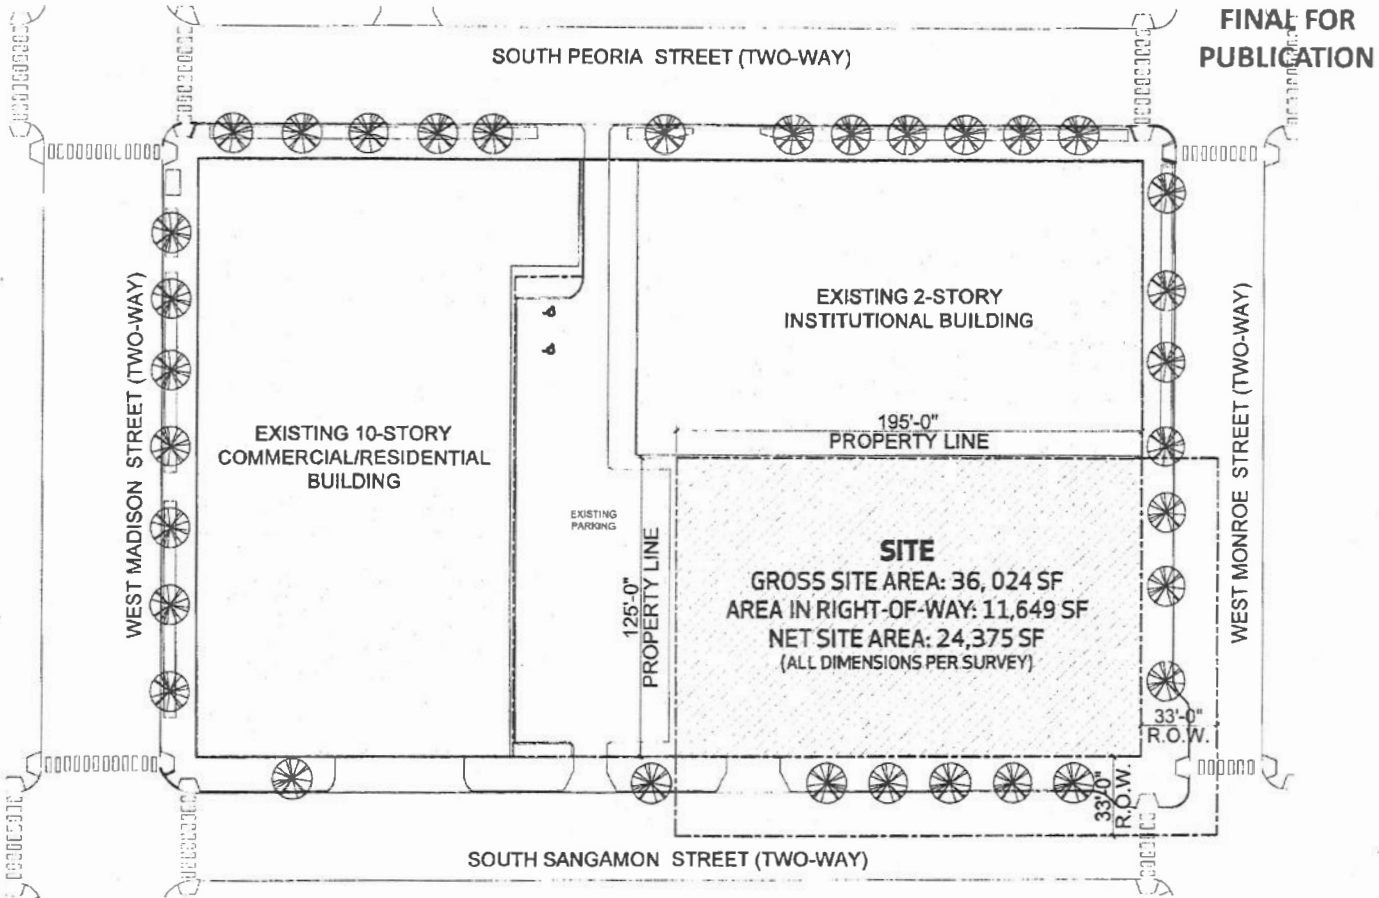 FINAL FOR
PUBLICATION
SOUTH PEORIA STREET (TWO-WAY)
WEST MADISON STREET (TWO-WAY)
EXISTING 2-STORY
INSTITUTIONAL BUILDING
WEST MONROE STREET (TWO-WAY)
EXISTING 10-STORY
COMMERCIAL/RESIDENTIAL
BUILDING
195'-0"
PROPERTY LINE
EXISTING
PARKING
125'-0"
PROPERTY LINE
SITE
GROSS SITE AREA: 36, 024 SF
AREA IN RIGHT-OF-WAY: 11,649 SF
NET SITE AREA: 24,375 SF
(ALL DIMENSIONS PER SURVEY)
33'-0"
R.O.W.
33'-0"
R.O.W.
SOUTH SANGAMON STREET (TWO-WAY)